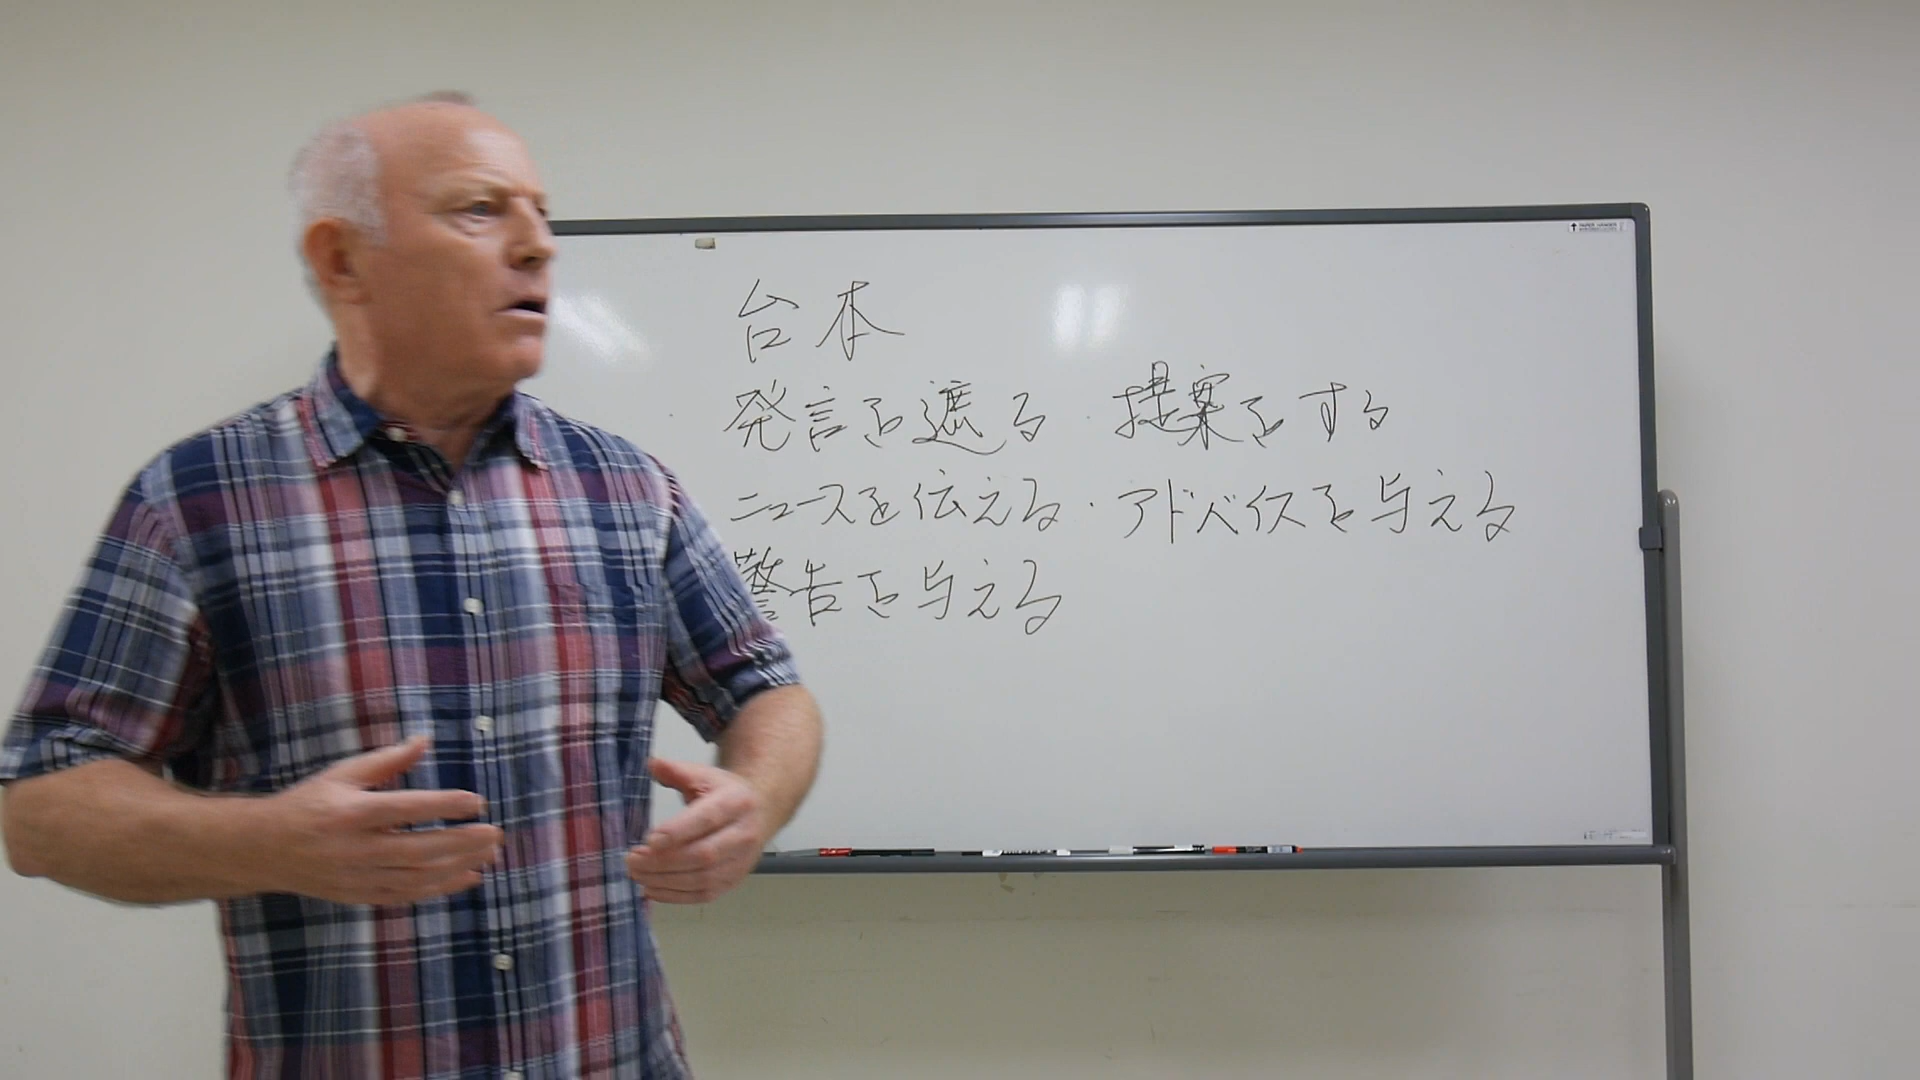 台本
発言を遮る・提案をする
ニュースを伝える・アドバイスを与える
警告を与える